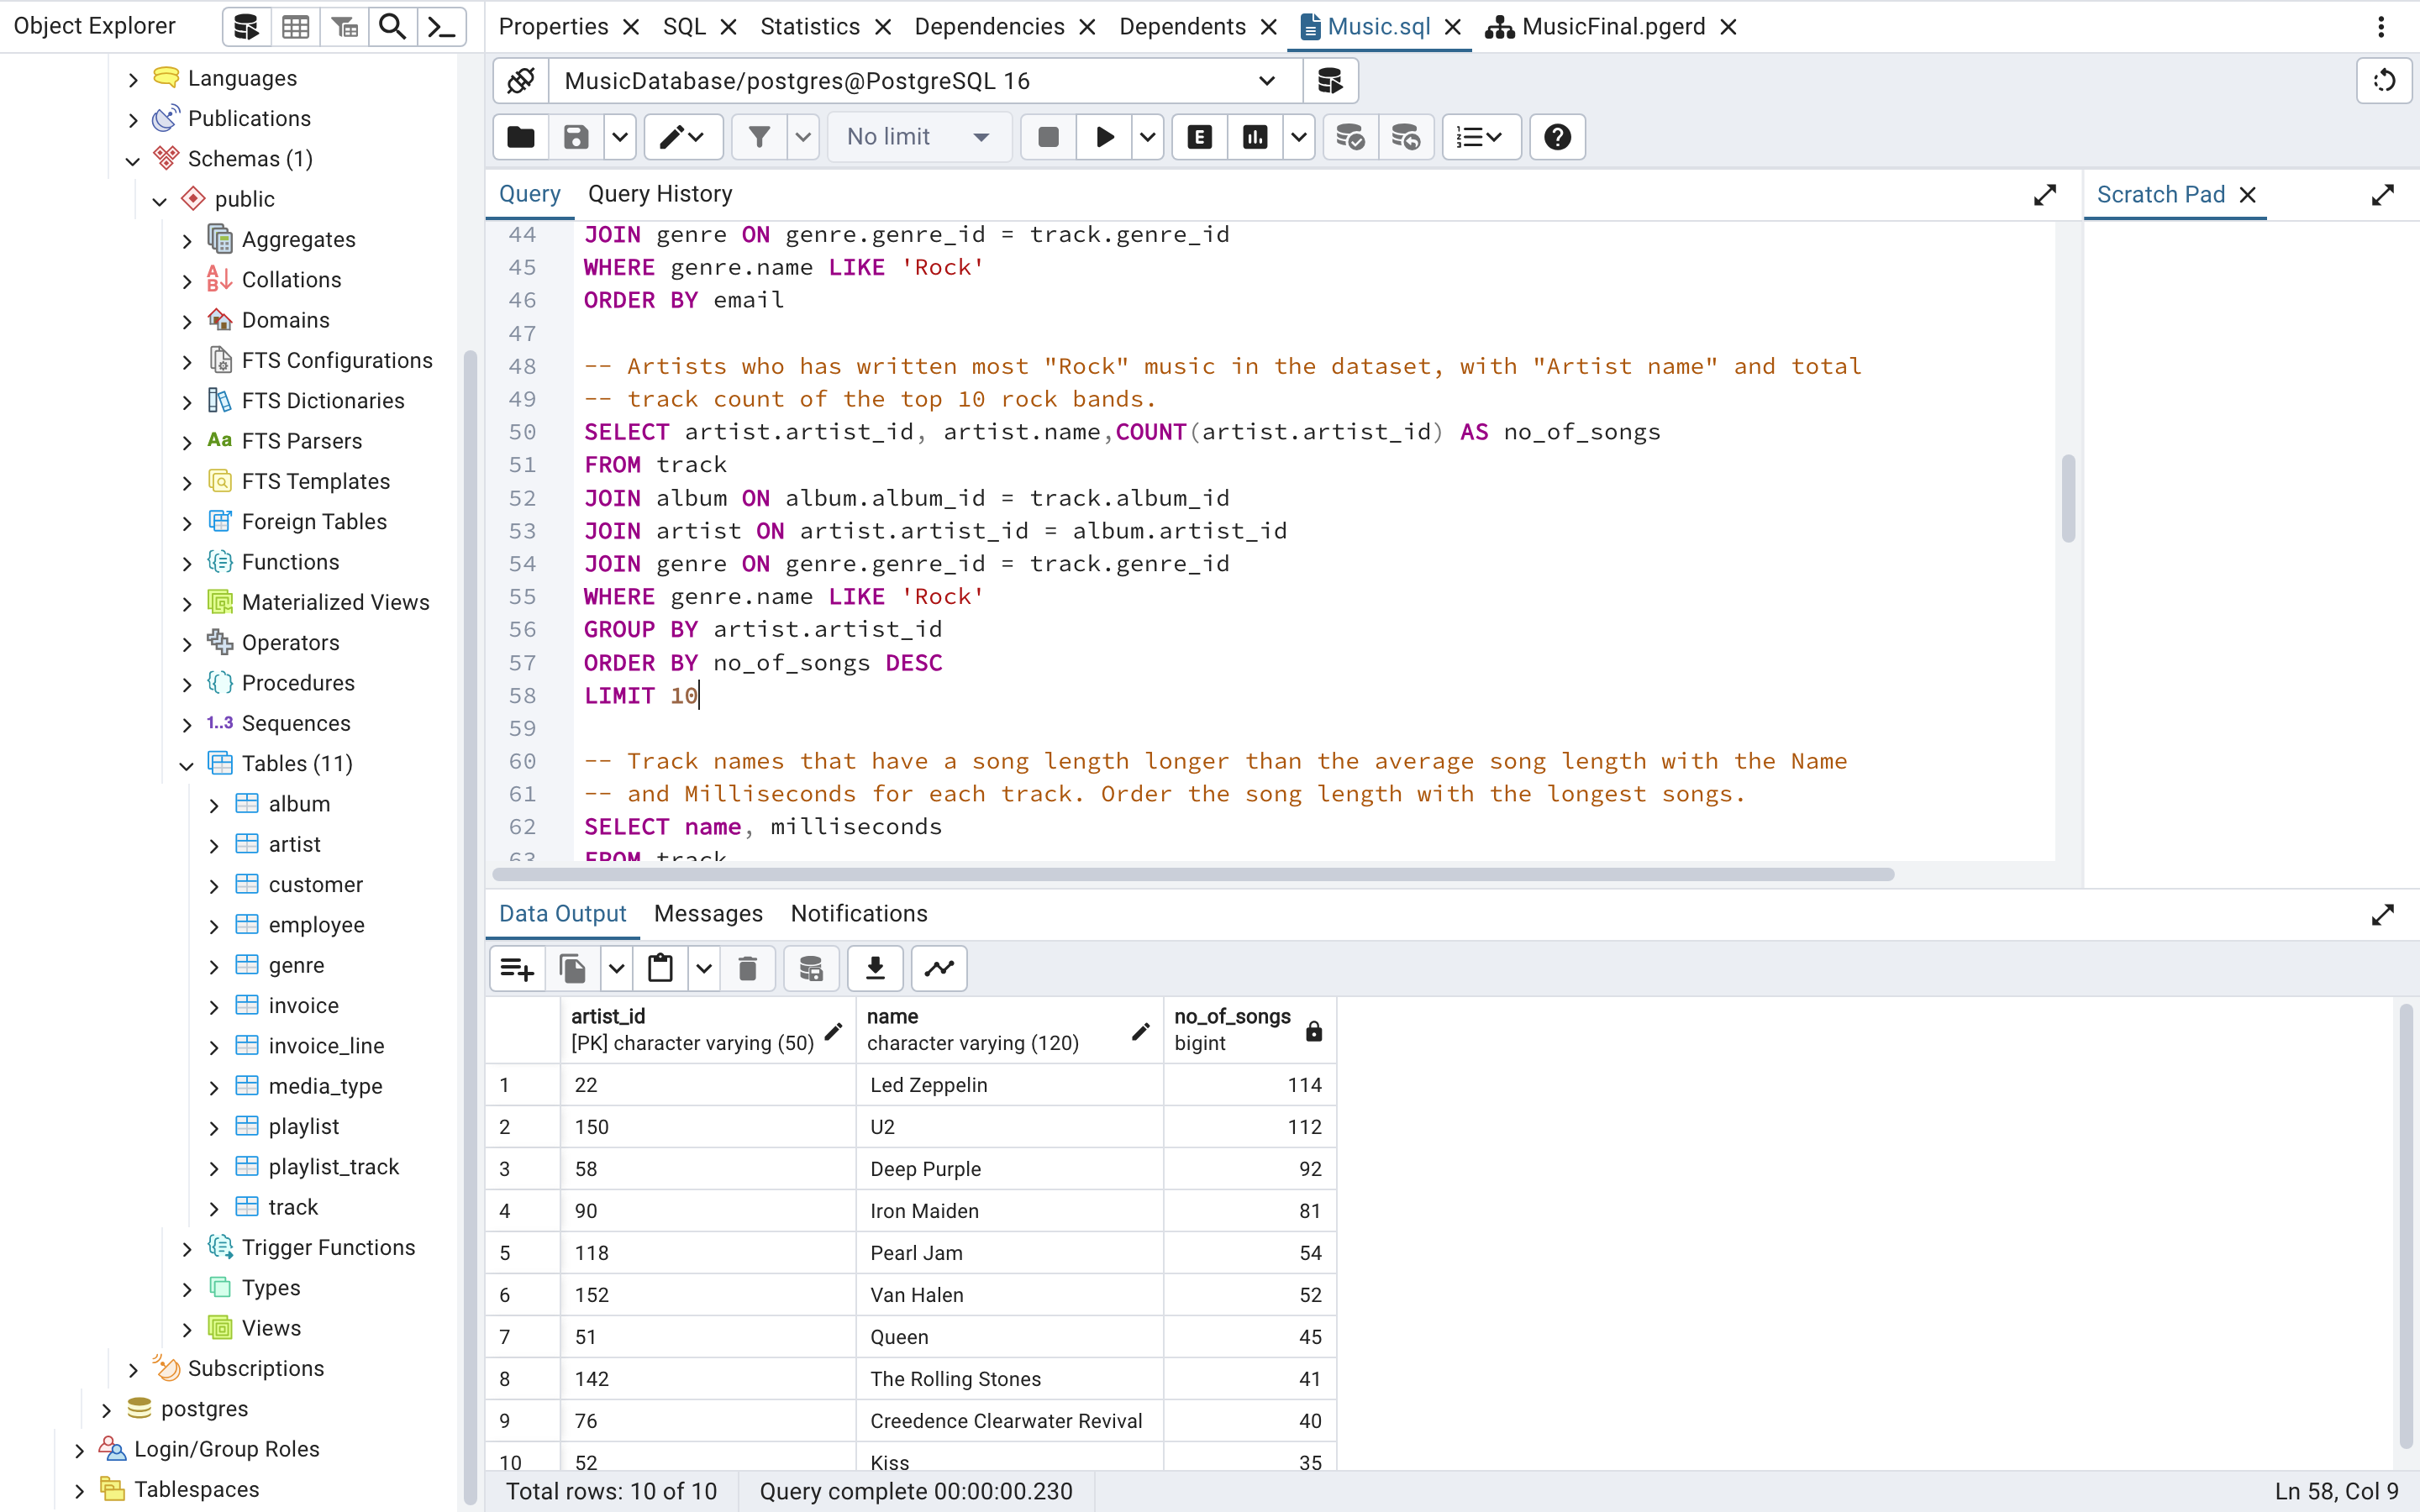 Object Explorer
Properties
SQL
Statistics
Dependencies
Dependents
Music.sql
MusicFinal.pgerd
Languages
Publications
Schemas (1)
public
Aggregates
Collations
Domains
FTS Configurations
FTS Dictionaries
FTS Parsers
FTS Templates
Foreign Tables
Functions
Materialized Views
Operators
Procedures
1..3 Sequences
Tables (11)
album
artist
customer
employee
genre
invoice
invoice_line
media_type
playlist
playlist_track
track
Trigger Functions
Types
Views
Subscriptions
postgres
Login/Group Roles
Tablespaces
MusicDatabase/postgres@PostgreSQL 16
No limit
E
Query
Query History
Scratch Pad
44 JOIN genre ON genre.genre_id = track.genre_id
45 WHERE genre.name LIKE 'Rock'
46 ORDER BY email
47
48 -- Artists who has written most "Rock" music in the dataset, with "Artist name" and total
49 -- track count of the top 10 rock bands.
50 SELECT artist.artist_id, artist.name,COUNT(artist.artist_id) AS no_of_songs
51 FROM track
52 JOIN album ON album.album_id = track.album_id
53 JOIN artist ON artist.artist_id = album.artist_id
54 JOIN genre ON genre.genre_id = track.genre_id
55 WHERE genre.name LIKE 'Rock'
56 GROUP BY artist.artist_id
57 ORDER BY no_of_songs DESC
58 LIMIT 10
59
60 -- Track names that have a song length longer than the average song length with the Name
61 -- and Milliseconds for each track. Order the song length with the longest songs.
62 SELECT name, milliseconds
63 FROM track
Data Output
Messages
Notifications
artist_id
[PK] character varying (50)
name
character varying (120)
no_of_songs
bigint
1 22 Led Zeppelin 114
2 150 U2 112
3 58 Deep Purple 92
4 90 Iron Maiden 81
5 118 Pearl Jam 54
6 152 Van Halen 52
7 51 Queen 45
8 142 The Rolling Stones 41
9 76 Creedence Clearwater Revival 40
10 52 Kiss 35
Total rows: 10 of 10
Query complete 00:00:00.230
Ln 58, Col 9